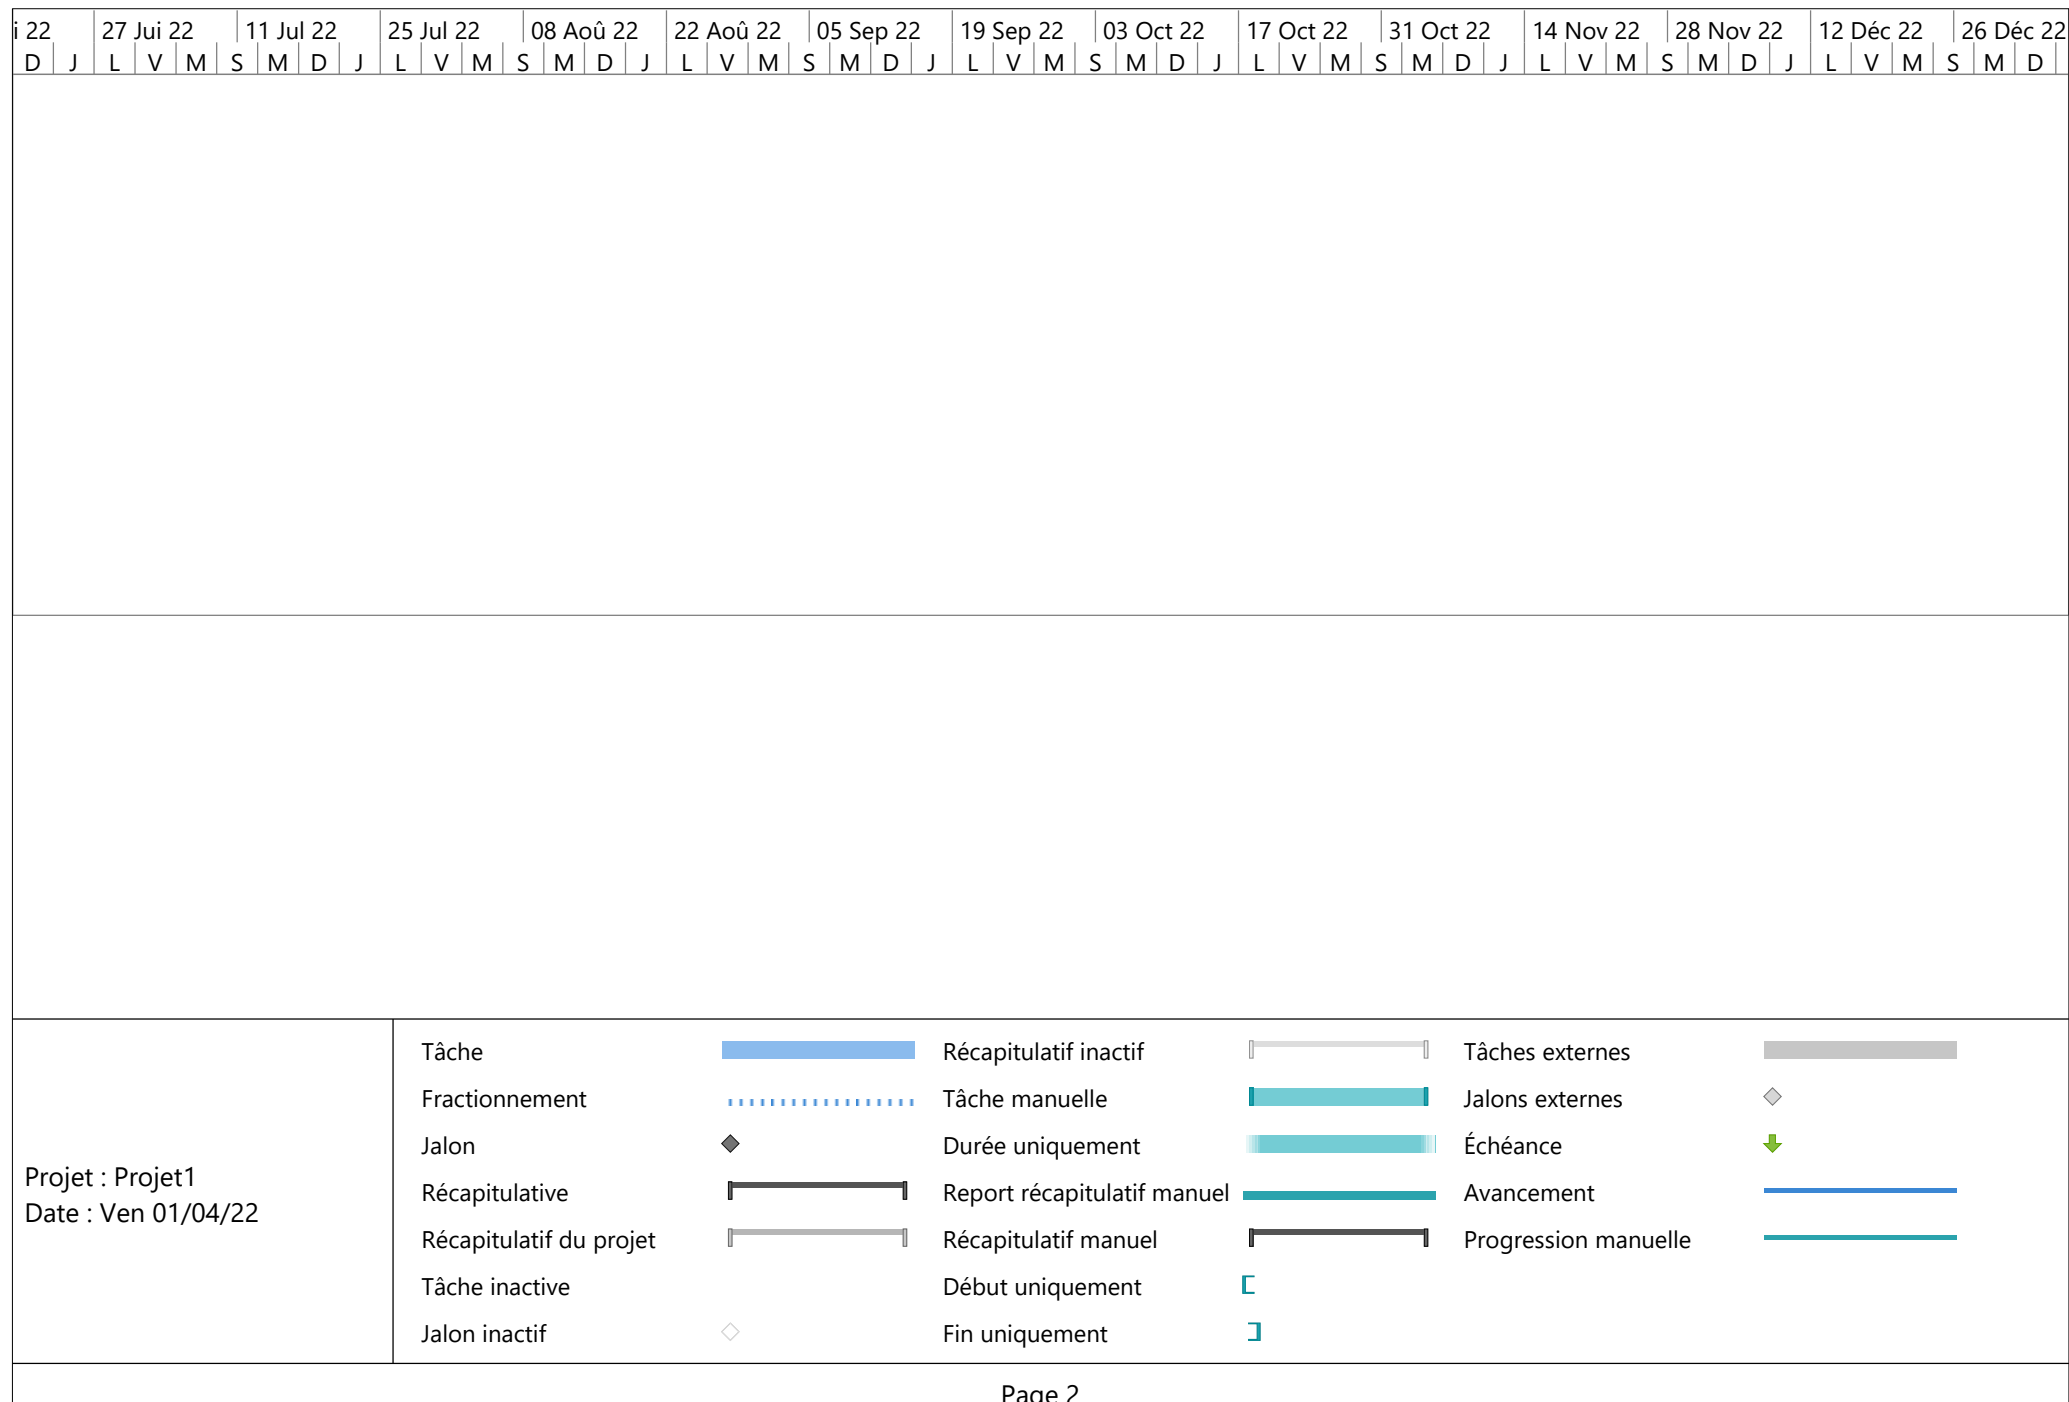 i 22 27 Jui 22 11 Jul 22 25 Jul 22 08 Aoû 22 22 Aoû 22 05 Sep 22 19 Sep 22 03 Oct 22 17 Oct 22 31 Oct 22 14 Nov 22 28 Nov 22 12 Déc 22 26 Déc 22
D J L V M S M D J L V M S M D J L V M S M D J L V M S M D J L V M S M D J L V M S M D J L V M S M D
Projet : Projet1
Date : Ven 01/04/22
Tâche
Fractionnement
Jalon
Récapitulative
Récapitulatif du projet
Tâche inactive
Jalon inactif
Récapitulatif inactif
Tâche manuelle
Durée uniquement
Report récapitulatif manuel
Récapitulatif manuel
Début uniquement
Fin uniquement
Tâches externes
Jalons externes
Échéance
Avancement
Progression manuelle
Page 2